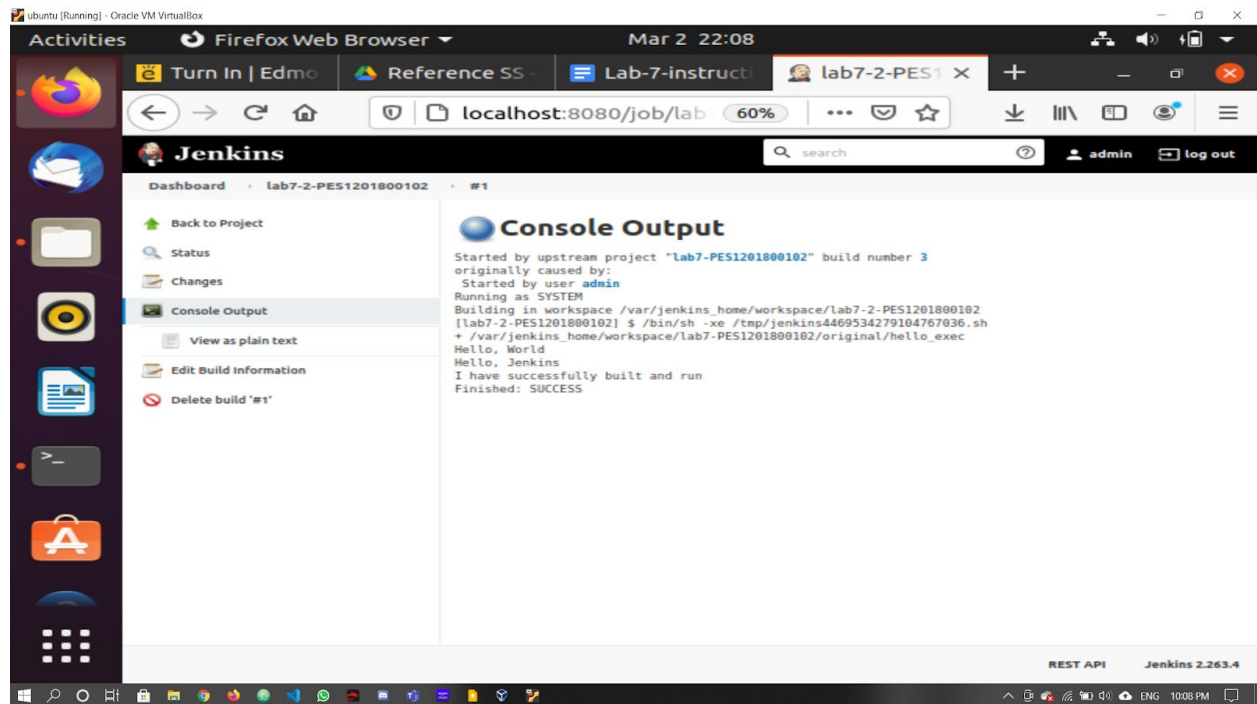 ubuntu [Running] - Oracle VM VirtualBox
Activities Firefox Web Browser Mar 2 22:08
Turn In | Edmo Reference SS - Lab-7-instructi lab7-2-PES1
localhost:8080/job/lab 60%
Jenkins search admin log out
Dashboard lab7-2-PES1201800102 #1
Back to Project
Status
Changes
Console Output
View as plain text
Edit Build Information
Delete build '#1'
Console Output
Started by upstream project "lab7-PES1201800102" build number 3
originally caused by:
Started by user admin
Running as SYSTEM
Building in workspace /var/jenkins_home/workspace/lab7-2-PES1201800102
[lab7-2-PES1201800102] $ /bin/sh -xe /tmp/jenkins4469534279104767036.sh
+ /var/jenkins_home/workspace/lab7-PES1201800102/original/hello_exec
Hello, World
Hello, Jenkins
I have successfully built and run
Finished: SUCCESS
REST API Jenkins 2.263.4
ENG 10:08 PM